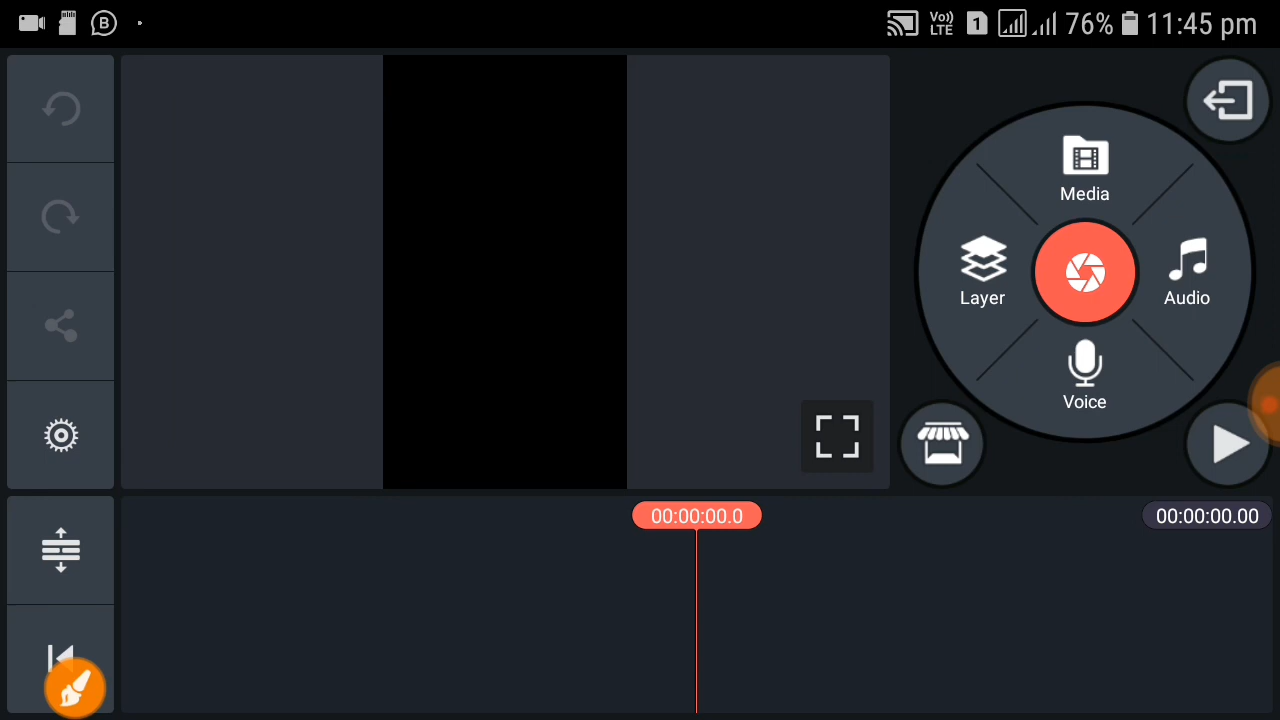 B Vo)) LTE 1 76% 11:45 pm
Media
Layer
Audio
Voice
00:00:00.0
00:00:00.00